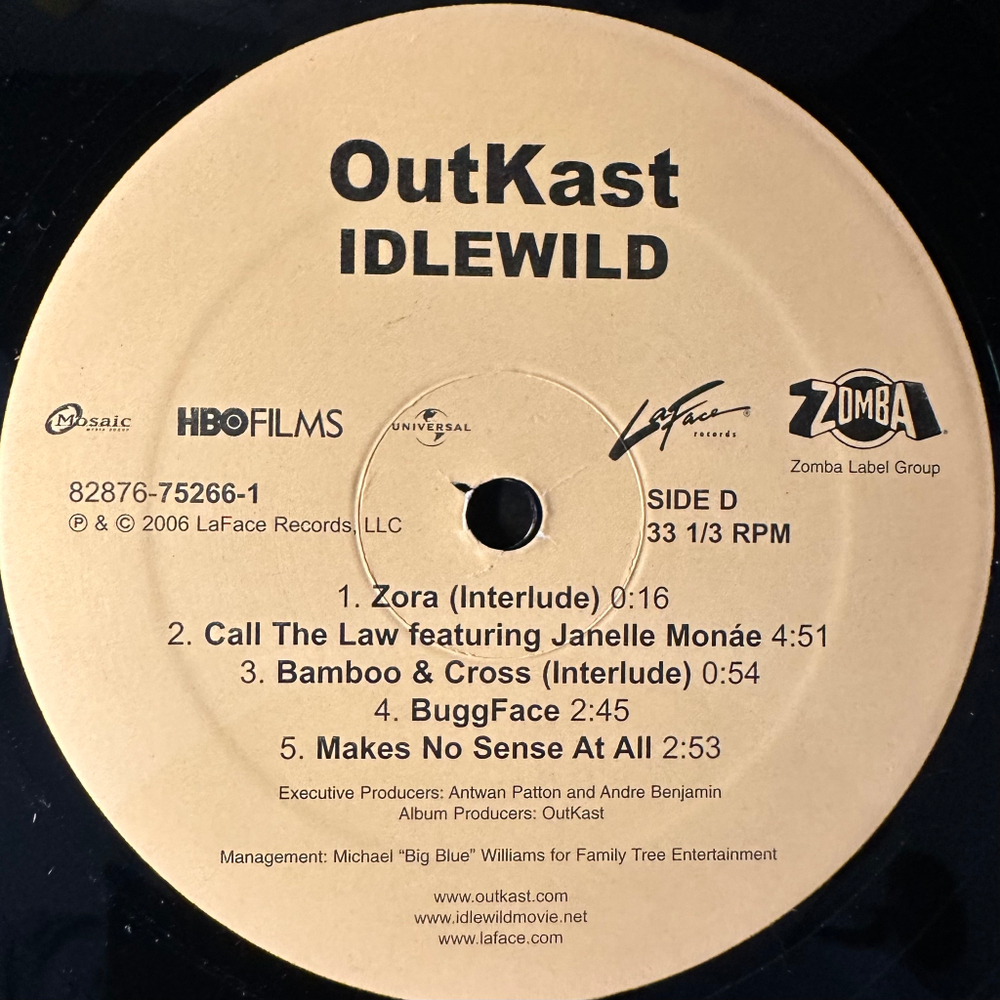 OutKast
IDLEWILD
Mosaic
MEDIA GROUP
HBO FILMS
UNIVERSAL
LaFace ®
records
ZOMBA
Zomba Label Group
82876-75266-1
℗ & © 2006 LaFace Records, LLC
SIDE D
33 1/3 RPM
1. Zora (Interlude) 0:16
2. Call The Law featuring Janelle Monáe 4:51
3. Bamboo & Cross (Interlude) 0:54
4. BuggFace 2:45
5. Makes No Sense At All 2:53
Executive Producers: Antwan Patton and Andre Benjamin
Album Producers: OutKast
Management: Michael “Big Blue” Williams for Family Tree Entertainment
www.outkast.com
www.idlewildmovie.net
www.laface.com